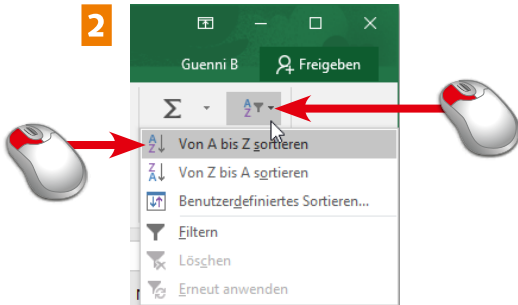 2
Guenni B Freigeben
Von A bis Z sortieren
Von Z bis A sortieren
Benutzerdefiniertes Sortieren...
Filtern
Löschen
Erneut anwenden